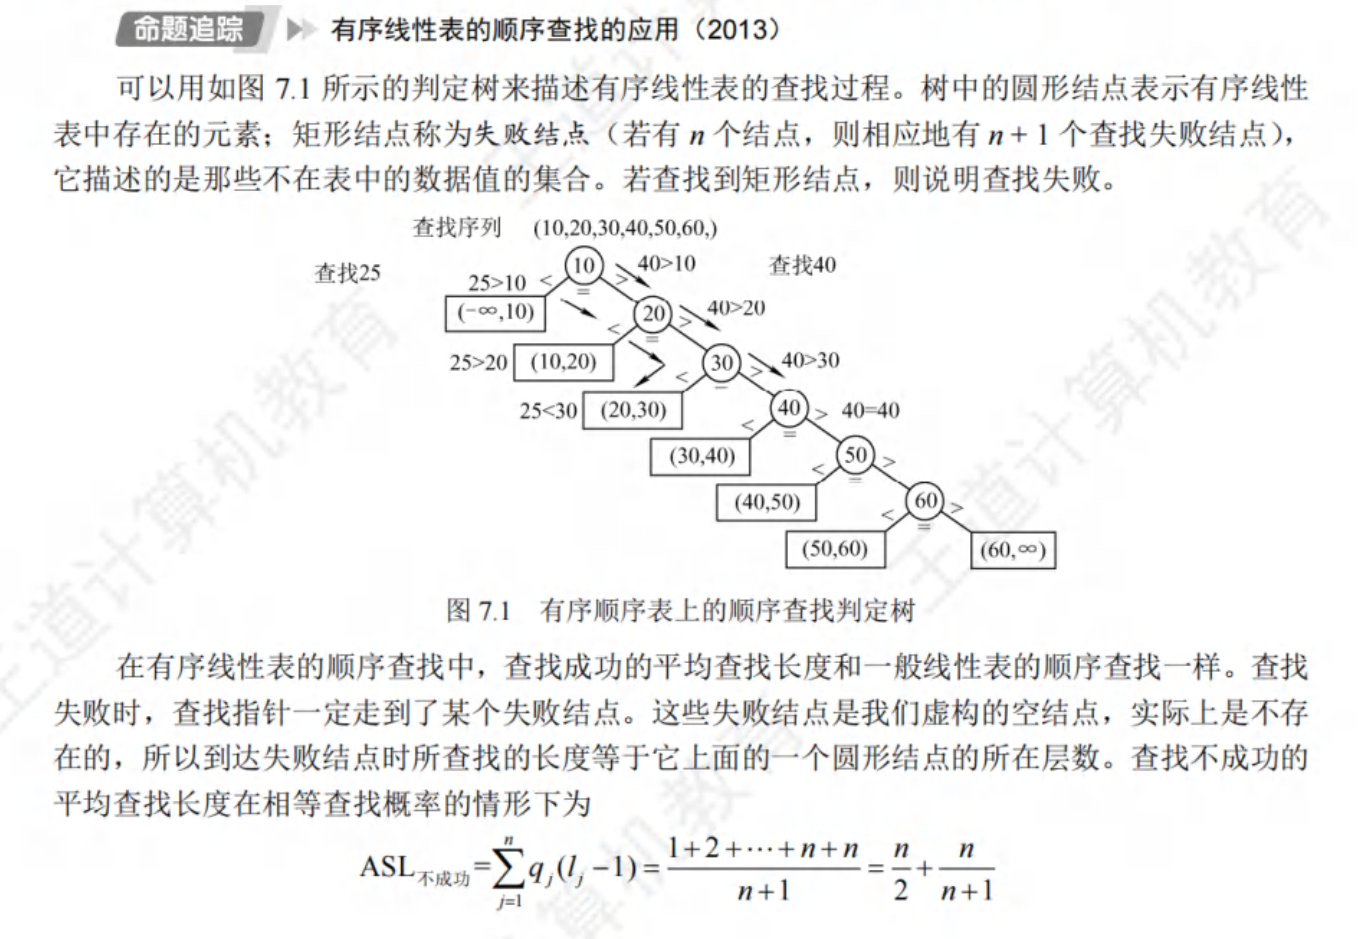 命题追踪 有序线性表的顺序查找的应用（2013）
可以用如图 7.1 所示的判定树来描述有序线性表的查找过程。树中的圆形结点表示有序线性
表中存在的元素；矩形结点称为失败结点（若有 n 个结点，则相应地有 n + 1 个查找失败结点），
它描述的是那些不在表中的数据值的集合。若查找到矩形结点，则说明查找失败。
查找序列 (10,20,30,40,50,60,)
查找25 25>10 < 10 > = 40>10 查找40
(-∞,10) < 20 > = 40>20
25>20 (10,20) < 30 > = 40>30
25<30 (20,30) < 40 > = 40=40
(30,40) < 50 > =
(40,50) < 60 > =
(50,60) (60,∞)
图 7.1 有序顺序表上的顺序查找判定树
在有序线性表的顺序查找中，查找成功的平均查找长度和一般线性表的顺序查找一样。查找
失败时，查找指针一定走到了某个失败结点。这些失败结点是我们虚构的空结点，实际上是不存
在的，所以到达失败结点时所查找的长度等于它上面的一个圆形结点的所在层数。查找不成功的
平均查找长度在相等查找概率的情形下为
ASL不成功 = ∑_{j=1}^{n} q_j(l_j − 1) = (1+2+⋯+n+n)/(n+1) = n/2 + n/(n+1)
王道计算机教育
王道计算机教育